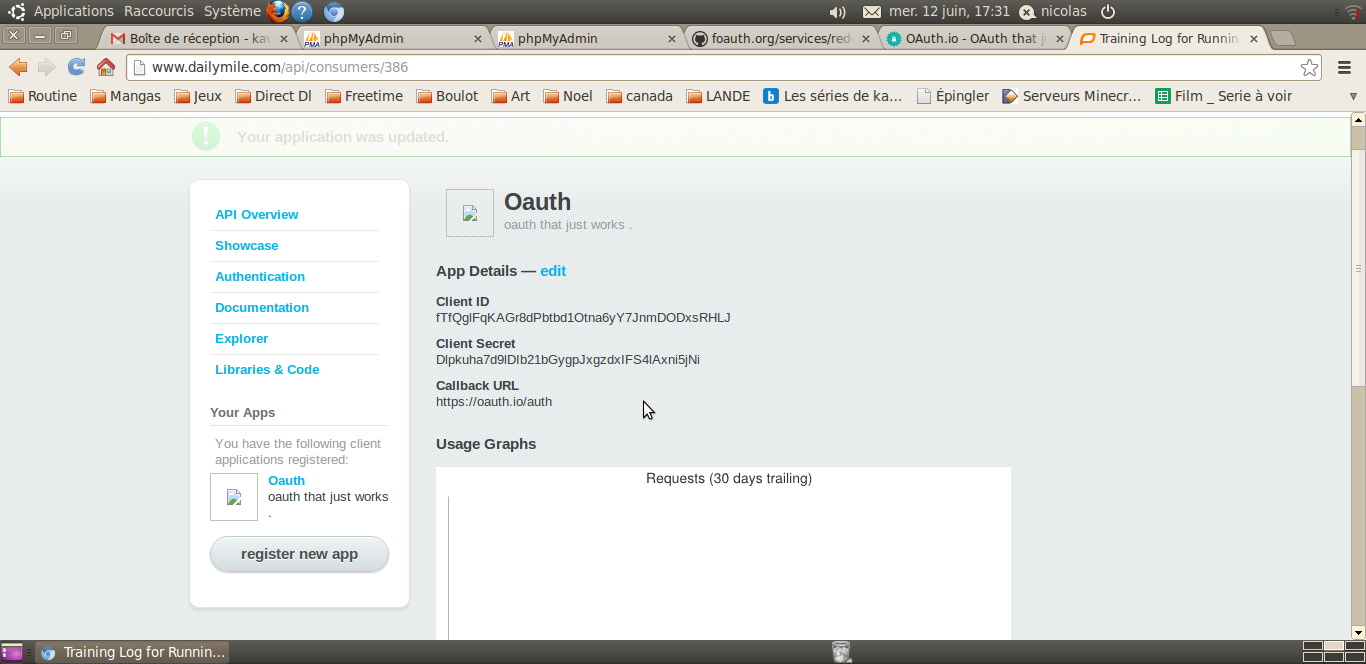 Applications Raccourcis Système mer. 12 juin, 17:31 nicolas
Boîte de réception - ka phpMyAdmin phpMyAdmin foauth.org/services/red OAuth.io - OAuth that j Training Log for Runnin
www.dailymile.com/api/consumers/386
Routine Mangas Jeux Direct Dl Freetime Boulot Art Noel canada LANDE Les séries de ka... Épingler Serveurs Minecr... Film _ Serie à voir
Your application was updated.
API Overview
Showcase
Authentication
Documentation
Explorer
Libraries & Code
Your Apps
You have the following client
applications registered:
Oauth
oauth that just works
.
register new app
Oauth
oauth that just works .
App Details — edit
Client ID
fTfQglFqKAGr8dPbtbd1Otna6yY7JnmDODxsRHLJ
Client Secret
Dlpkuha7d9lDIb21bGygpJxgzdxIFS4lAxni5jNi
Callback URL
https://oauth.io/auth
Usage Graphs
Requests (30 days trailing)
Training Log for Runnin...